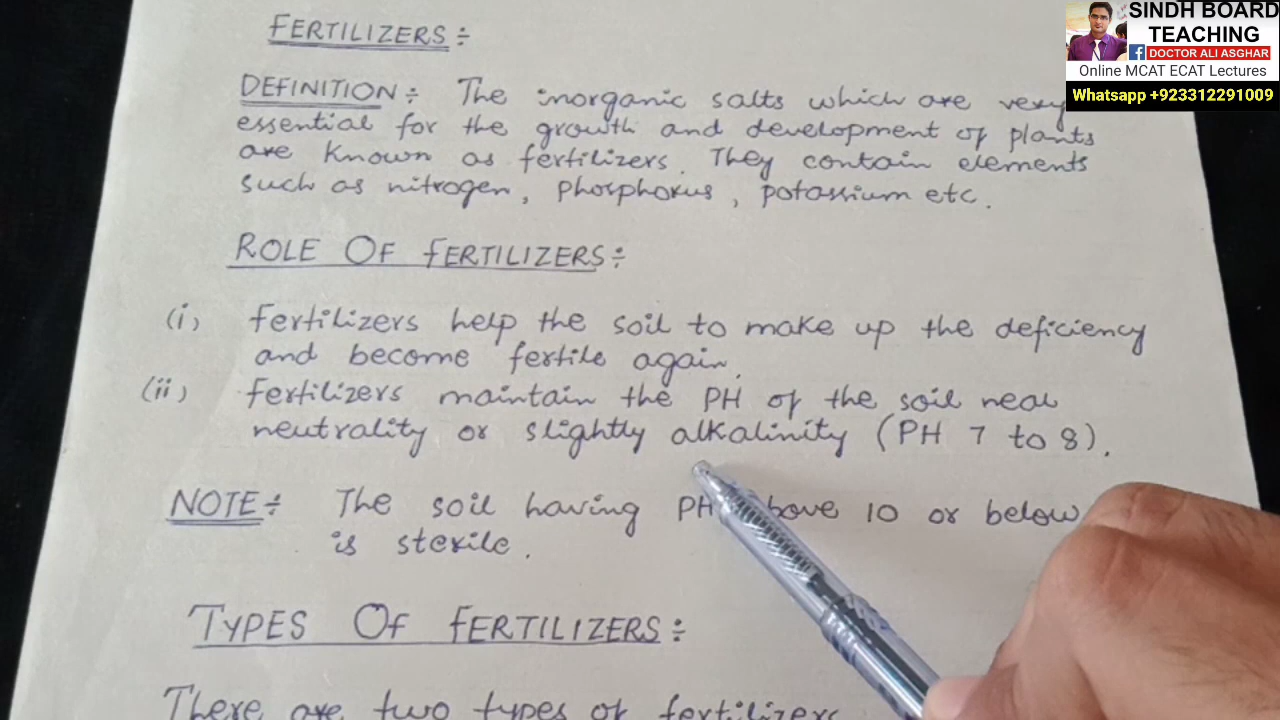 SINDH BOARD
TEACHING
DOCTOR ALI ASGHAR
Online MCAT ECAT Lectures
Whatsapp +923312291009
FERTILIZERS :
DEFINITION : The inorganic salts which are very
essential for the growth and development of plants
are known as fertilizers. They contain elements
such as nitrogen, phosphorus, potassium etc.
ROLE OF FERTILIZERS :
(i) Fertilizers help the soil to make up the deficiency
and become fertile again.
(ii) Fertilizers maintain the PH of the soil near
neutrality or slightly alkalinity (PH 7 to 8).
NOTE : The soil having PH above 10 or below
is sterile.
TYPES OF FERTILIZERS :
There are two types of fertilizers